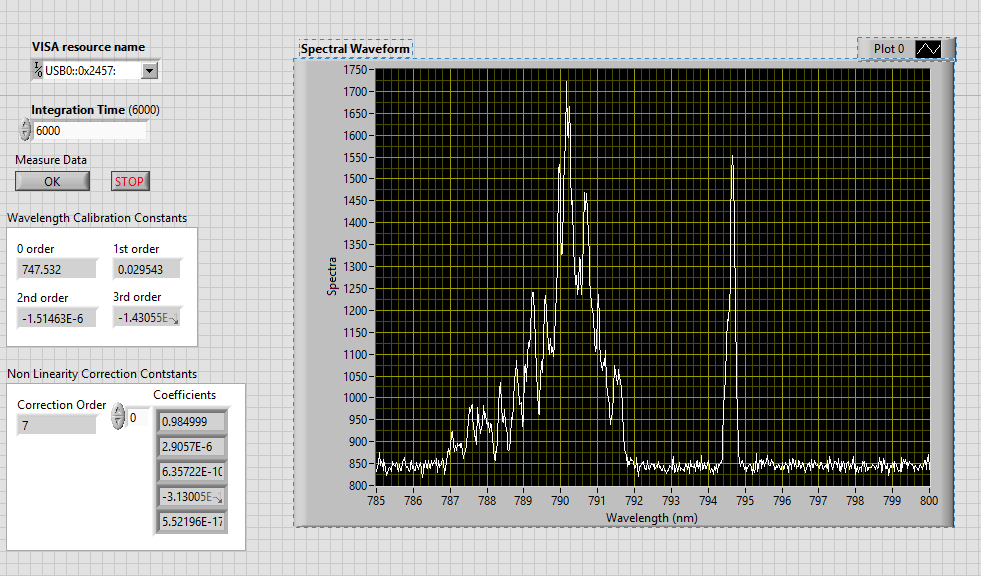 VISA resource name
I/O USB0::0x2457:
Integration Time (6000)
6000
Measure Data
OK STOP
Wavelength Calibration Constants
0 order 1st order
747.532 0.029543
2nd order 3rd order
-1.51463E-6 -1.43055E-
Non Linearity Correction Contstants
Correction Order
7
0
Coefficients
0.984999
2.9057E-6
6.35722E-10
-3.13005E-
5.52196E-17
Spectral Waveform
Plot 0
Spectra
1750
1700
1650
1600
1550
1500
1450
1400
1350
1300
1250
1200
1150
1100
1050
1000
950
900
850
800
785 786 787 788 789 790 791 792 793 794 795 796 797 798 799 800
Wavelength (nm)